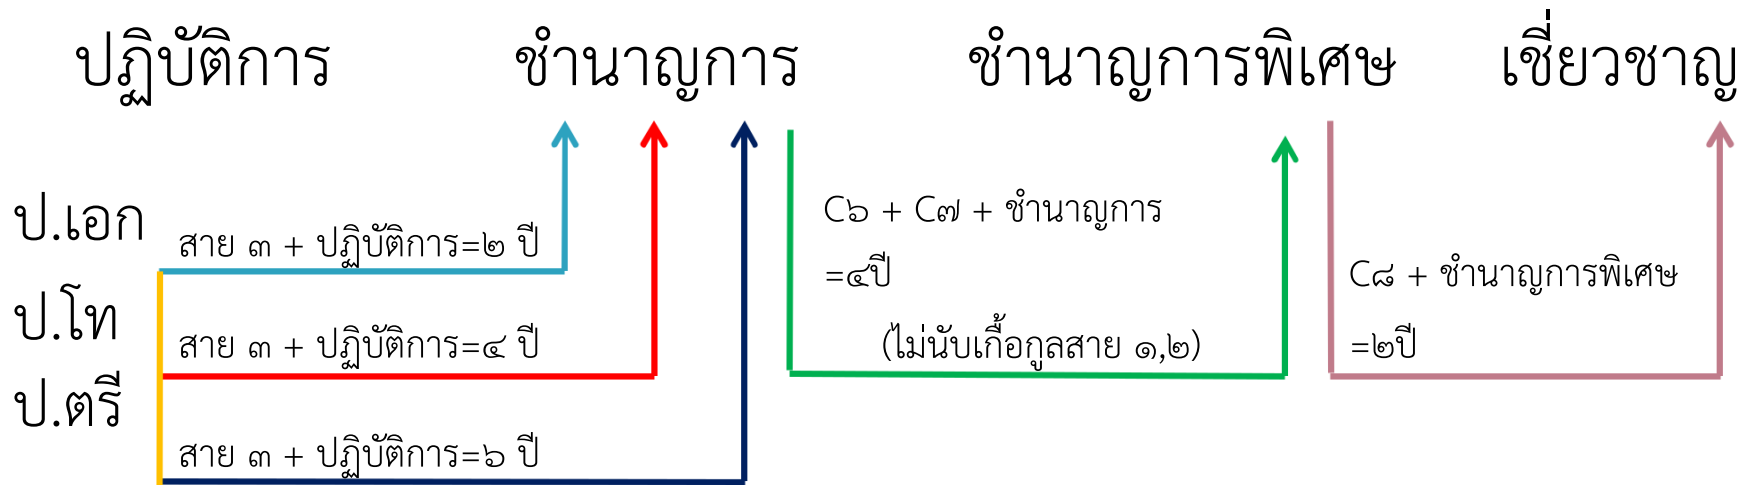 ปฏิบัติการ ชำนาญการ ชำนาญการพิเศษ เชี่ยวชาญ
ป.เอก
สาย ๓ + ปฏิบัติการ=๒ ปี
ป.โท
สาย ๓ + ปฏิบัติการ=๔ ปี
ป.ตรี
สาย ๓ + ปฏิบัติการ=๖ ปี
C๖ + C๗ + ชำนาญการ
=๔ปี
(ไม่นับเกื้อกูลสาย ๑,๒)
C๘ + ชำนาญการพิเศษ
=๒ปี